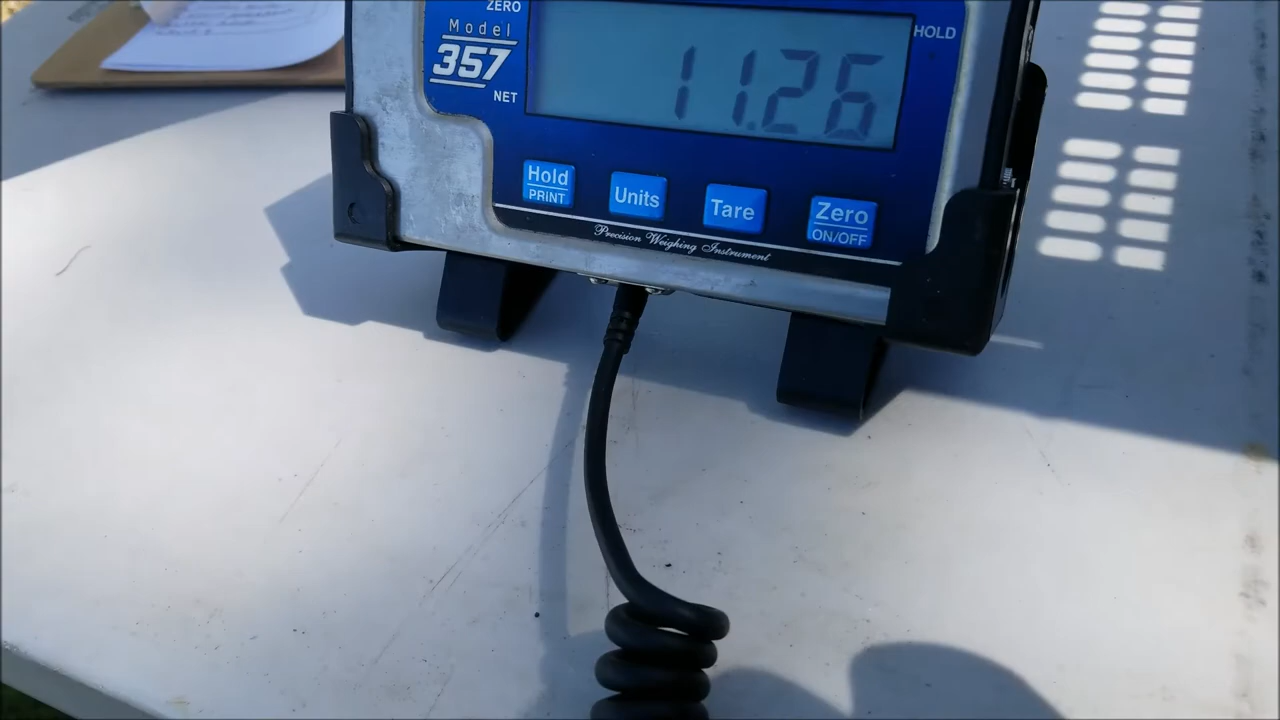 ZERO
Model
357
NET
HOLD
11.26
Hold
PRINT
Units
Tare
Zero
ON/OFF
Precision Weighing Instrument